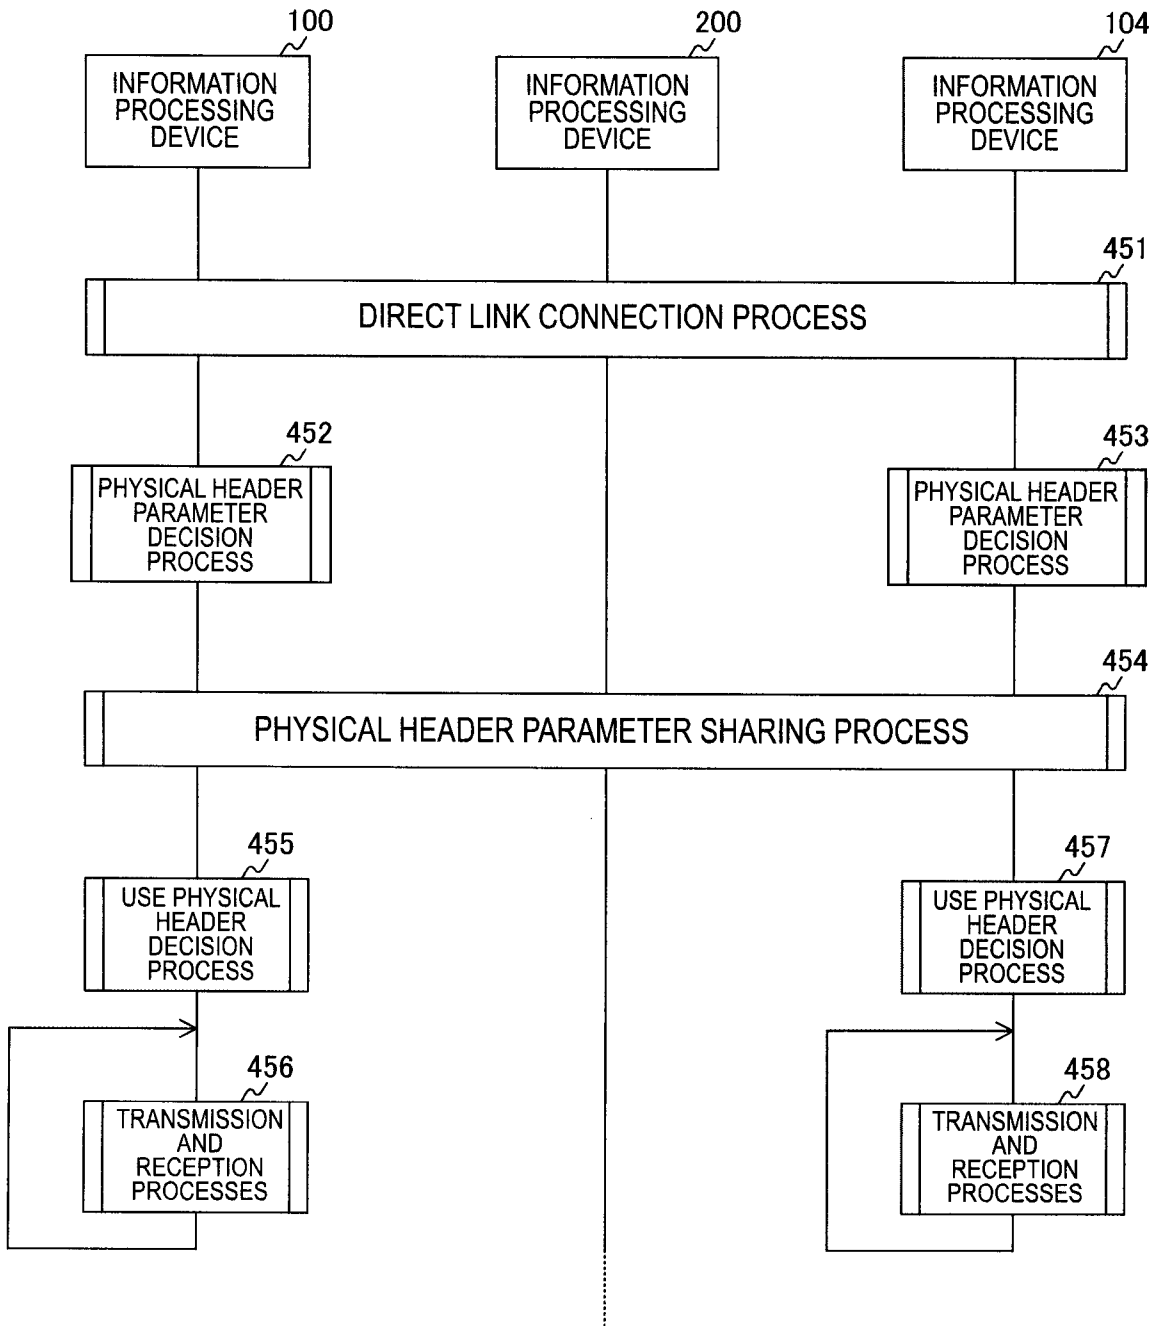 100
200
104
INFORMATION
PROCESSING
DEVICE
INFORMATION
PROCESSING
DEVICE
INFORMATION
PROCESSING
DEVICE
451
DIRECT LINK CONNECTION PROCESS
452
PHYSICAL HEADER
PARAMETER
DECISION
PROCESS
453
PHYSICAL HEADER
PARAMETER
DECISION
PROCESS
454
PHYSICAL HEADER PARAMETER SHARING PROCESS
455
USE PHYSICAL
HEADER
DECISION
PROCESS
457
USE PHYSICAL
HEADER
DECISION
PROCESS
456
TRANSMISSION
AND
RECEPTION
PROCESSES
458
TRANSMISSION
AND
RECEPTION
PROCESSES